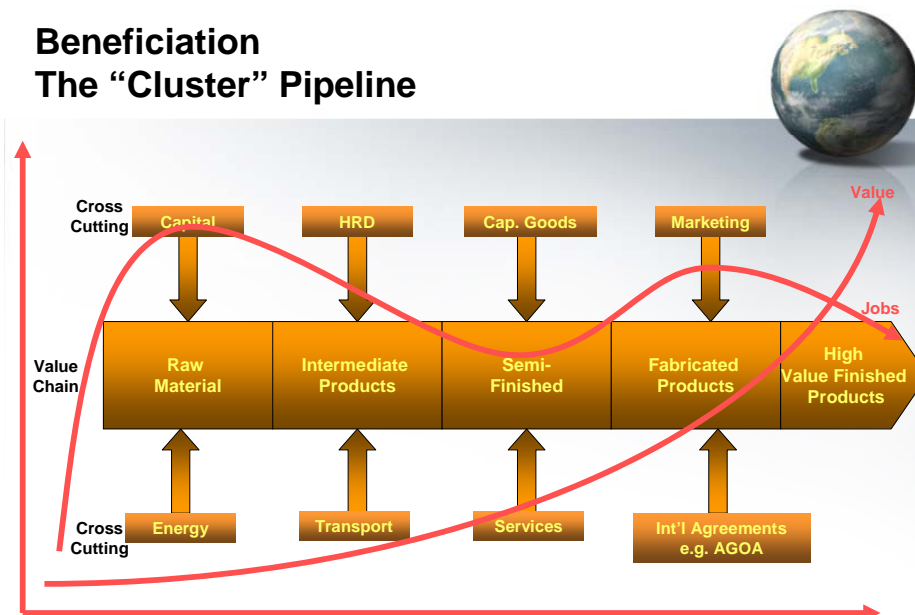 Beneficiation
The “Cluster” Pipeline
Value
Cross
Cutting
Capital
HRD
Cap. Goods
Marketing
Jobs
Value
Chain
Raw
Material
Intermediate
Products
Semi-
Finished
Fabricated
Products
High
Value Finished
Products
Cross
Cutting
Energy
Transport
Services
Int’l Agreements
e.g. AGOA